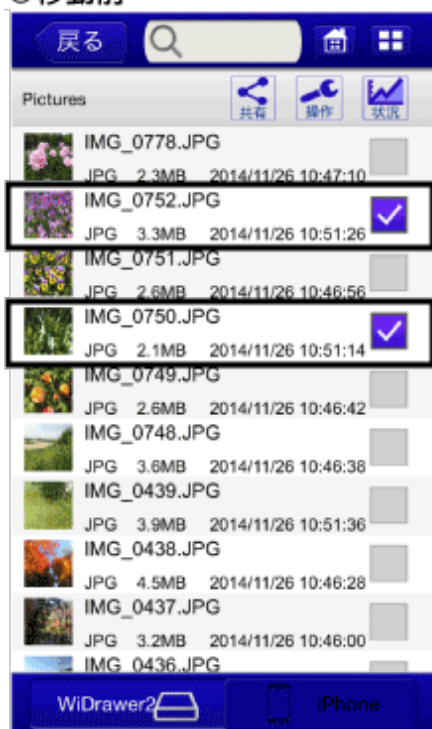 戻る
Pictures
共有 操作 状況
IMG_0778.JPG
JPG 2.3MB 2014/11/26 10:47:10
IMG_0752.JPG
JPG 3.3MB 2014/11/26 10:51:26
IMG_0751.JPG
JPG 2.6MB 2014/11/26 10:46:56
IMG_0750.JPG
JPG 2.1MB 2014/11/26 10:51:14
IMG_0749.JPG
JPG 2.6MB 2014/11/26 10:46:42
IMG_0748.JPG
JPG 3.6MB 2014/11/26 10:46:38
IMG_0439.JPG
JPG 3.9MB 2014/11/26 10:51:36
IMG_0438.JPG
JPG 4.5MB 2014/11/26 10:46:28
IMG_0437.JPG
JPG 3.2MB 2014/11/26 10:46:00
IMG_0436.JPG
WiDrawer2 iPhone